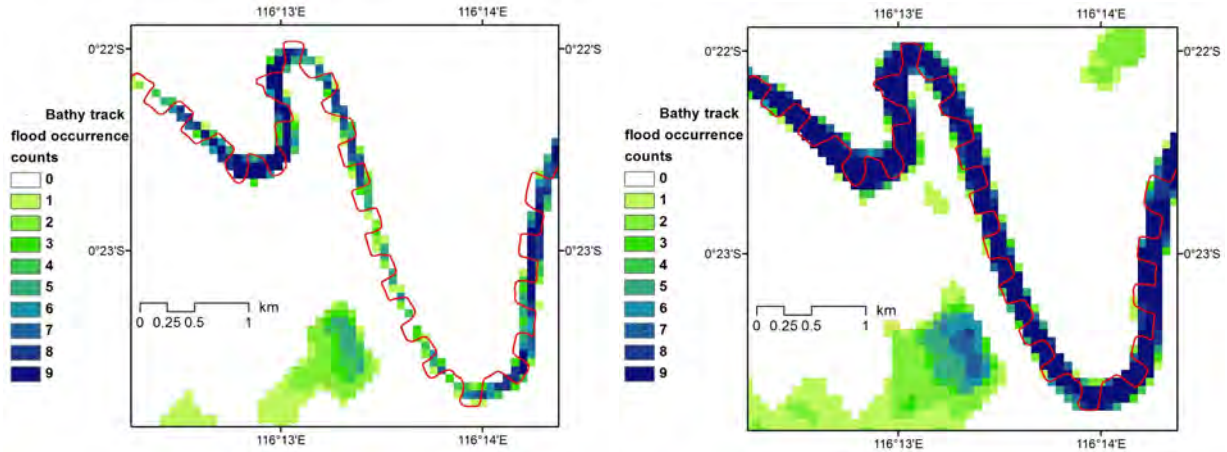 116°13'E 116°14'E
0°22'S 0°22'S
Bathy track
flood occurrence
counts
0
1
2
3
4
5
6
7
8
9
0°23'S 0°23'S
km
0 0.25 0.5 1
116°13'E 116°14'E
116°13'E 116°14'E
0°22'S 0°22'S
Bathy track
flood occurrence
counts
0
1
2
3
4
5
6
7
8
9
0°23'S 0°23'S
km
0 0.25 0.5 1
116°13'E 116°14'E